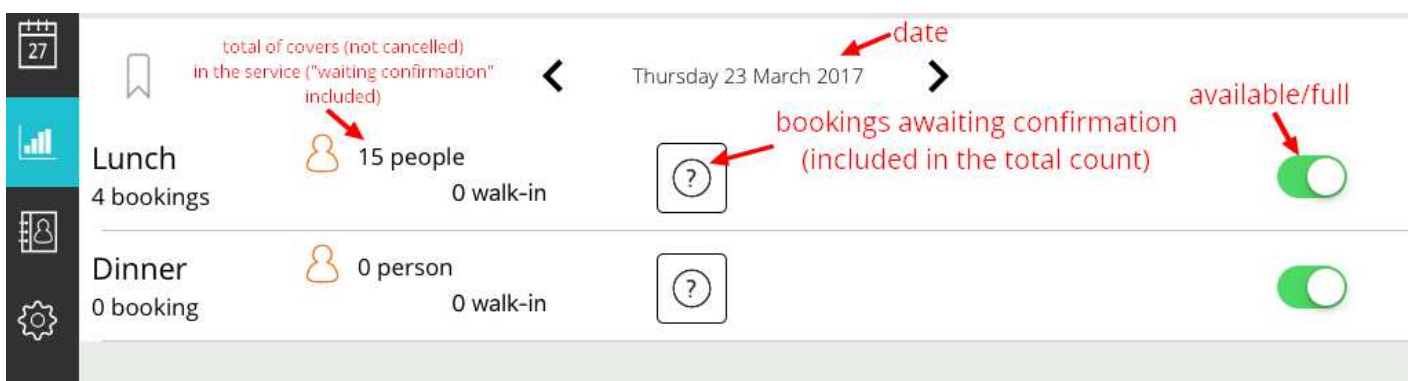 27
total of covers (not cancelled)
in the service ("waiting confirmation"
included)
date
Thursday 23 March 2017
available/full
bookings awaiting confirmation
(included in the total count)
Lunch
15 people
?
4 bookings
0 walk-in
Dinner
0 person
?
0 booking
0 walk-in